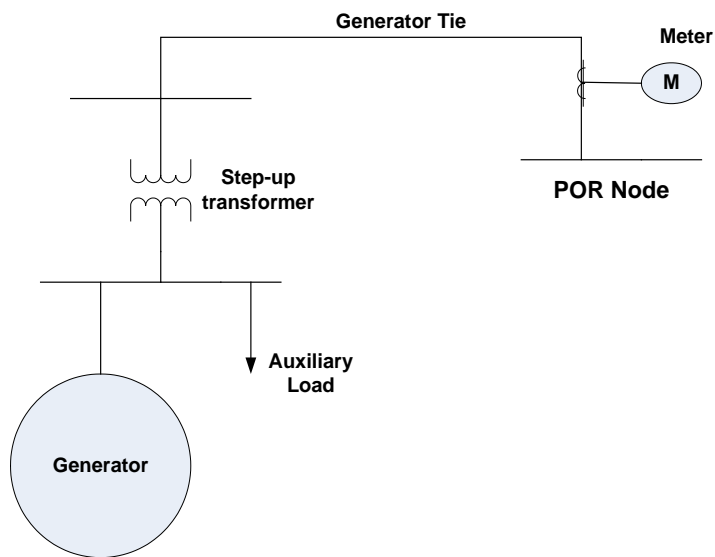 Generator Tie
Meter
M
Step-up
transformer
POR Node
Auxiliary
Load
Generator